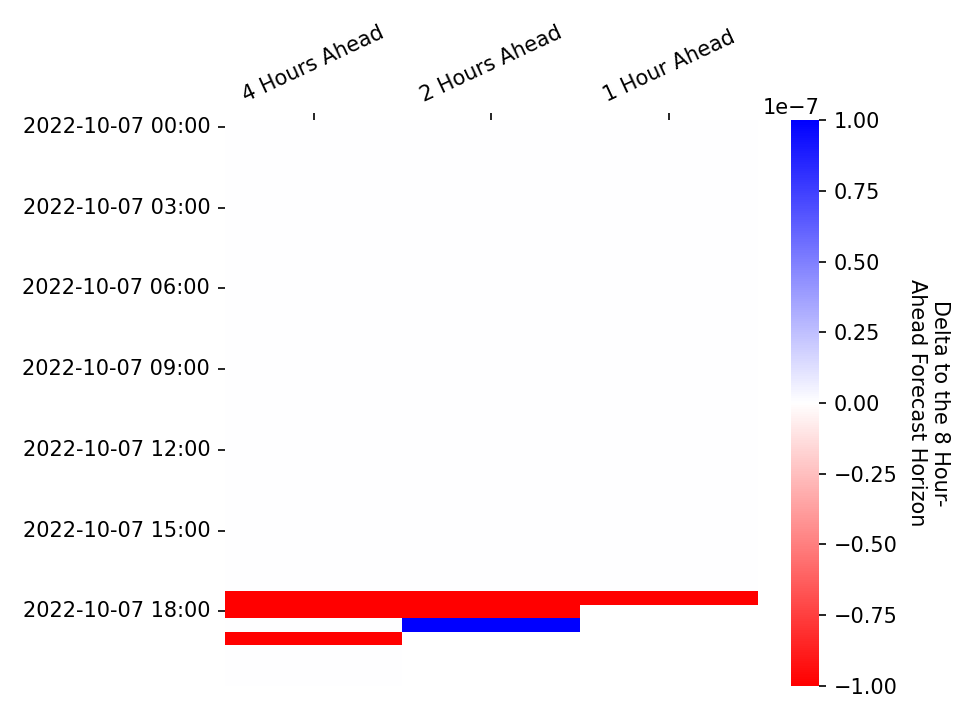 4 Hours Ahead
2 Hours Ahead
1 Hour Ahead
1e−7
2022-10-07 00:00
2022-10-07 03:00
2022-10-07 06:00
2022-10-07 09:00
2022-10-07 12:00
2022-10-07 15:00
2022-10-07 18:00
1.00
0.75
0.50
0.25
0.00
−0.25
−0.50
−0.75
−1.00
Delta to the 8 Hour-
Ahead Forecast Horizon